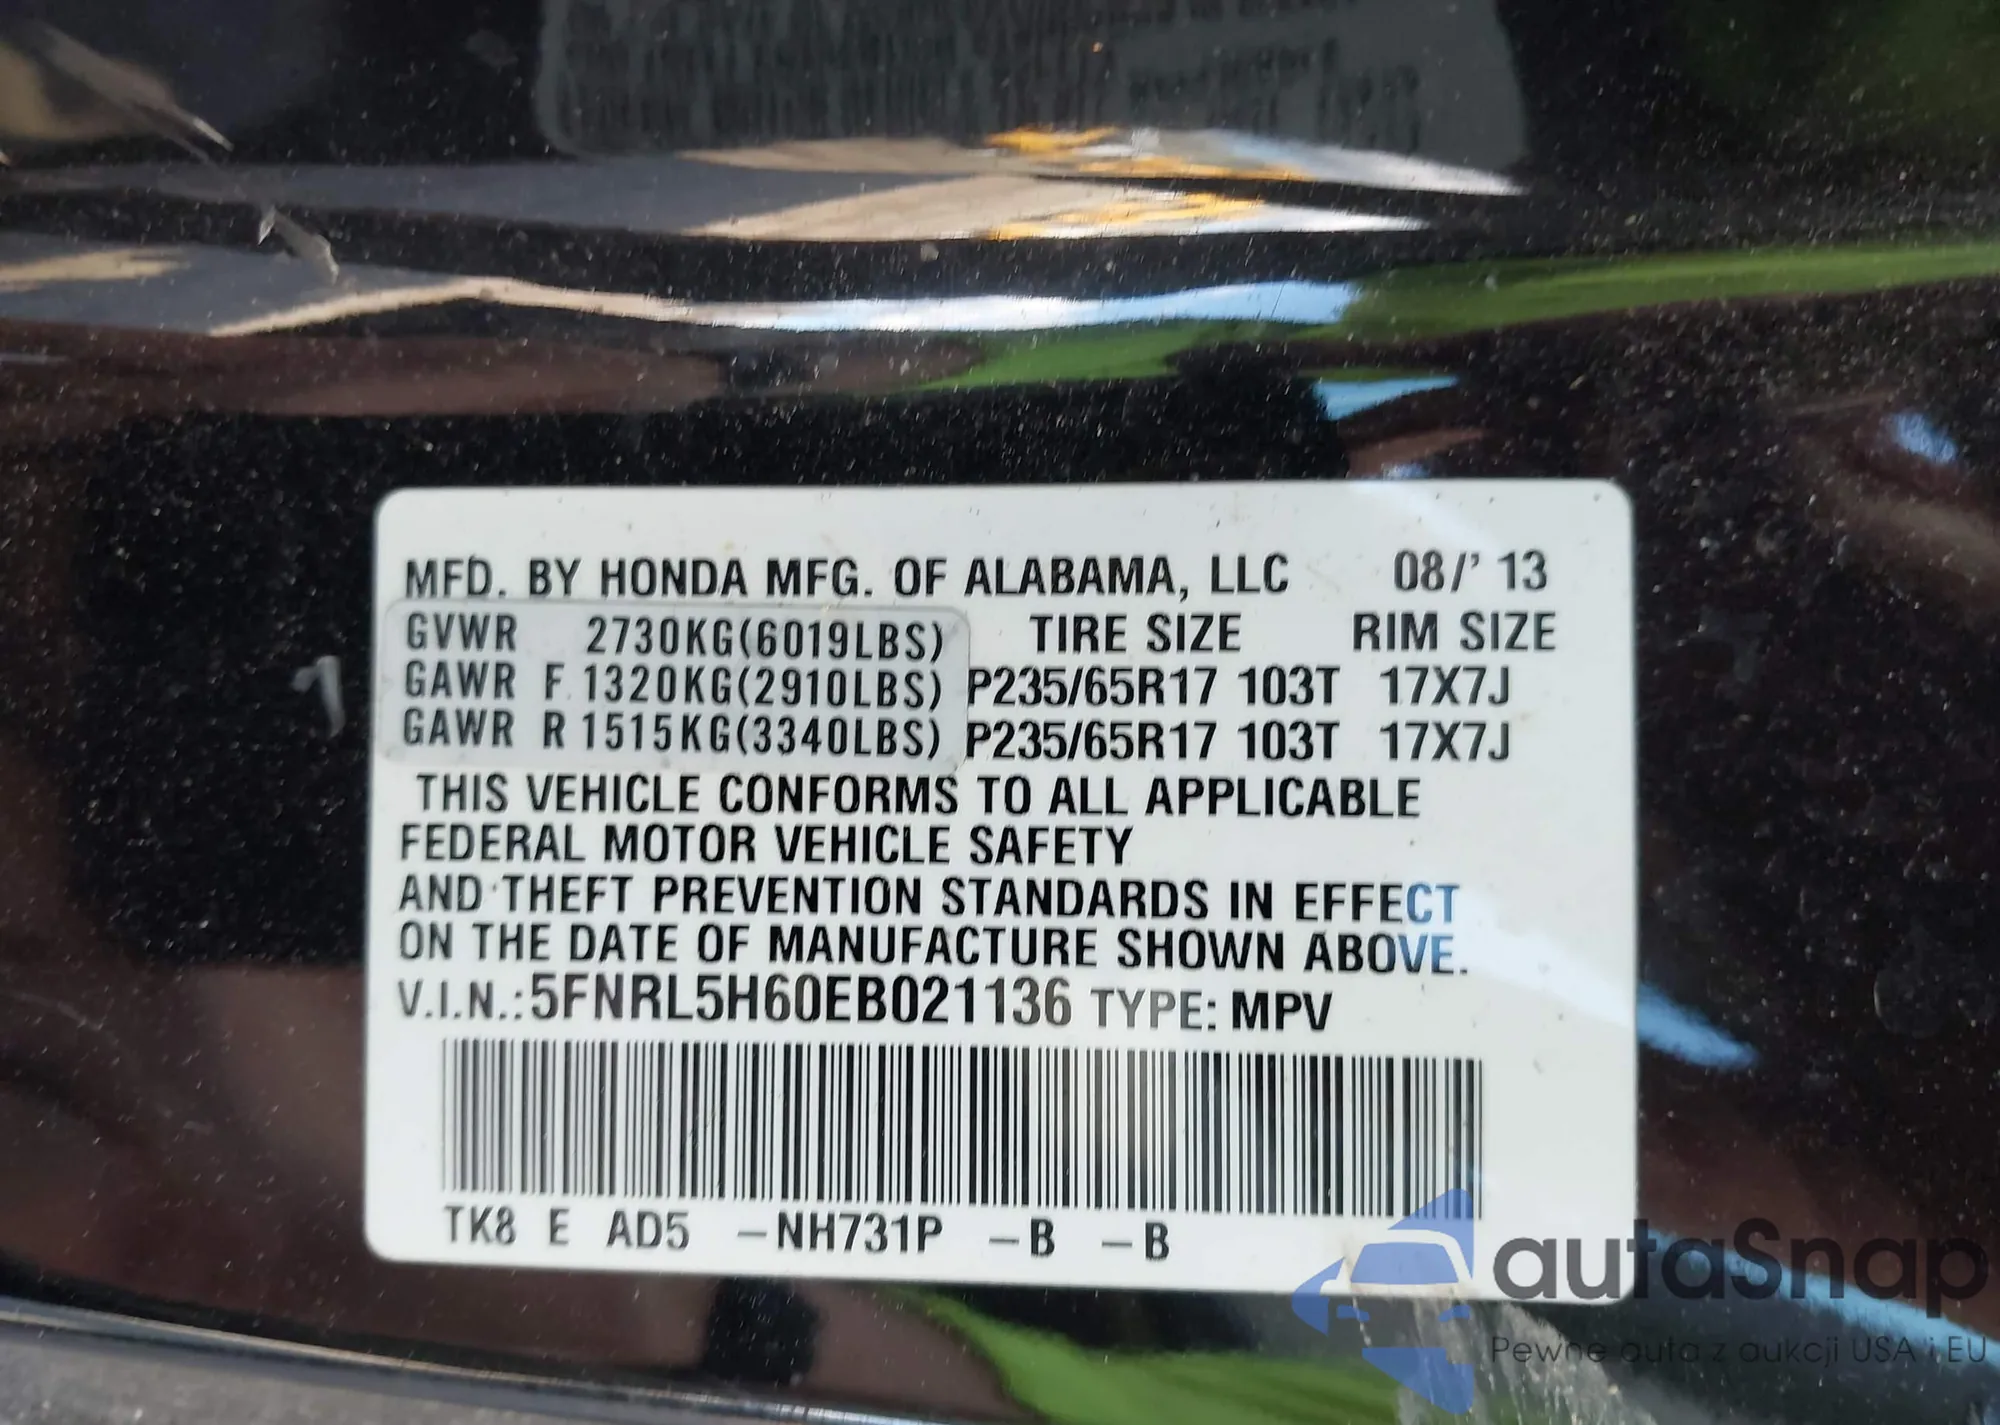 MFD. BY HONDA MFG. OF ALABAMA, LLC 08/' 13
GVWR 2730KG(6019LBS) TIRE SIZE RIM SIZE
GAWR F 1320KG(2910LBS) P235/65R17 103T 17X7J
GAWR R 1515KG(3340LBS) P235/65R17 103T 17X7J
THIS VEHICLE CONFORMS TO ALL APPLICABLE
FEDERAL MOTOR VEHICLE SAFETY
AND THEFT PREVENTION STANDARDS IN EFFECT
ON THE DATE OF MANUFACTURE SHOWN ABOVE.
V.I.N.: 5FNRL5H60EB021136 TYPE: MPV
TK8 E AD5 –NH731P –B –B
autaSnap
Pewne auta z aukcji USA i EU